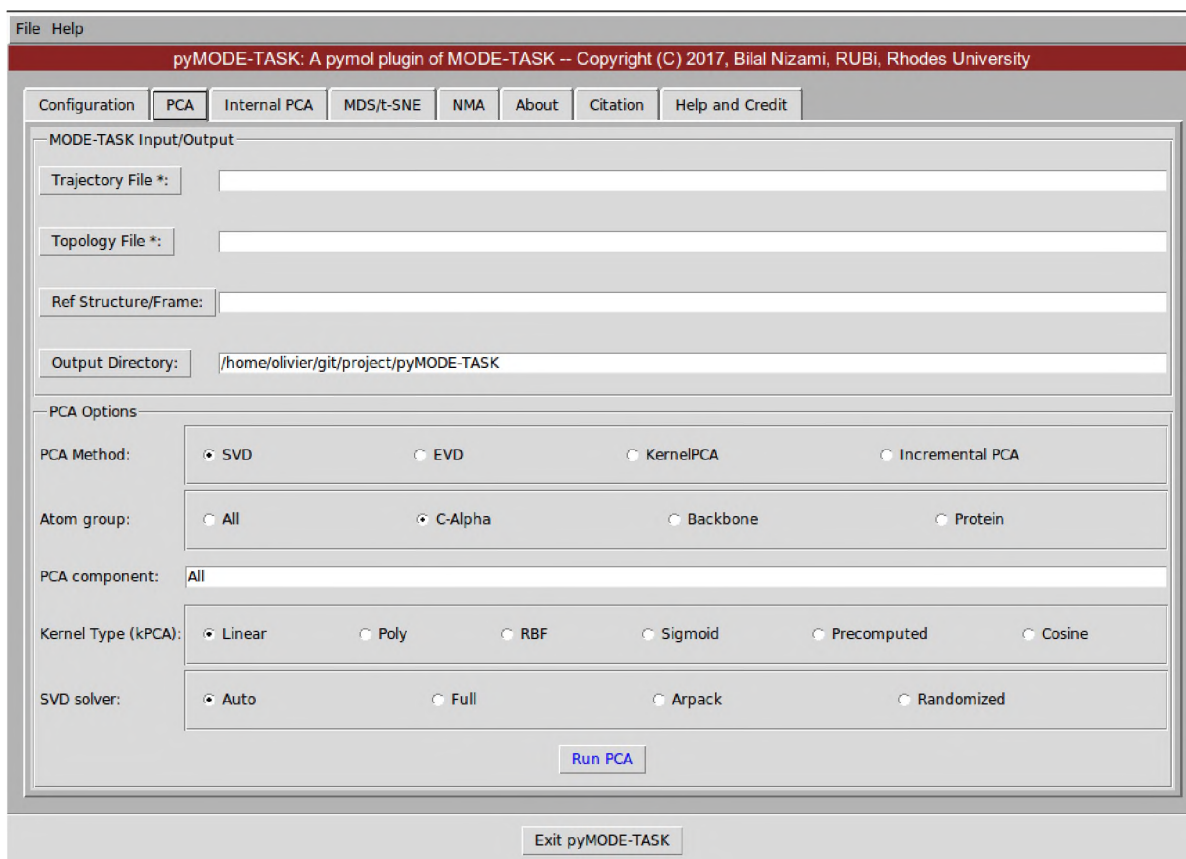 File Help
pyMODE-TASK: A pymol plugin of MODE-TASK -- Copyright (C) 2017, Bilal Nizami, RUBi, Rhodes University
Configuration PCA Internal PCA MDS/t-SNE NMA About Citation Help and Credit
MODE-TASK Input/Output
Trajectory File *:
Topology File *:
Ref Structure/Frame:
Output Directory: /home/olivier/git/project/pyMODE-TASK
PCA Options
PCA Method: SVD EVD KernelPCA Incremental PCA
Atom group: All C-Alpha Backbone Protein
PCA component: All
Kernel Type (kPCA): Linear Poly RBF Sigmoid Precomputed Cosine
SVD solver: Auto Full Arpack Randomized
Run PCA
Exit pyMODE-TASK